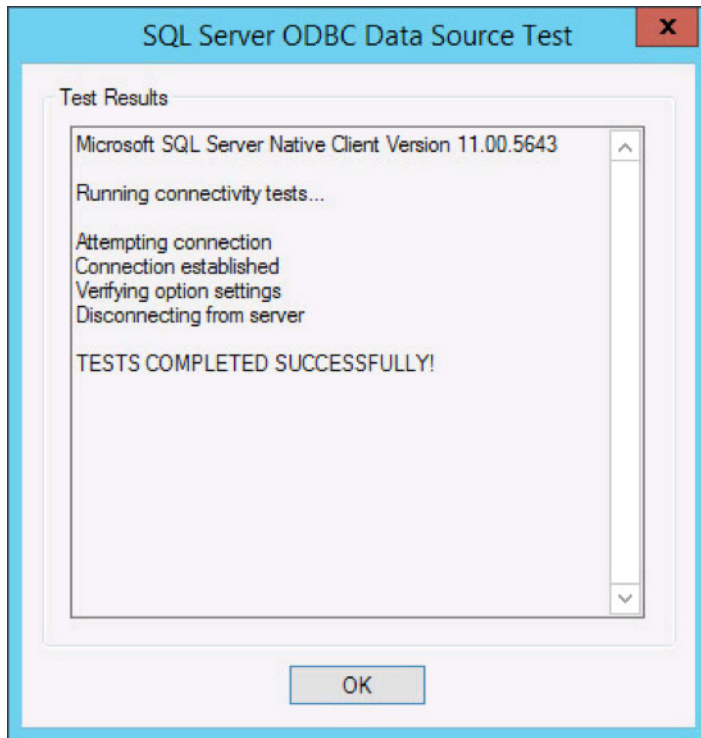 SQL Server ODBC Data Source Test
x
Test Results
Microsoft SQL Server Native Client Version 11.00.5643
Running connectivity tests...
Attempting connection
Connection established
Verifying option settings
Disconnecting from server
TESTS COMPLETED SUCCESSFULLY!
OK